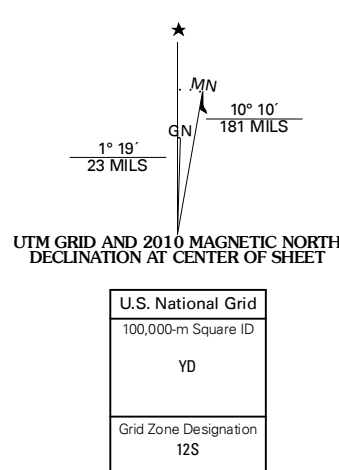 ★
MN
10° 10´
181 MILS
GN
1° 19´
23 MILS
UTM GRID AND 2010 MAGNETIC NORTH
DECLINATION AT CENTER OF SHEET
U.S. National Grid
100,000-m Square ID
YD
Grid Zone Designation
12S